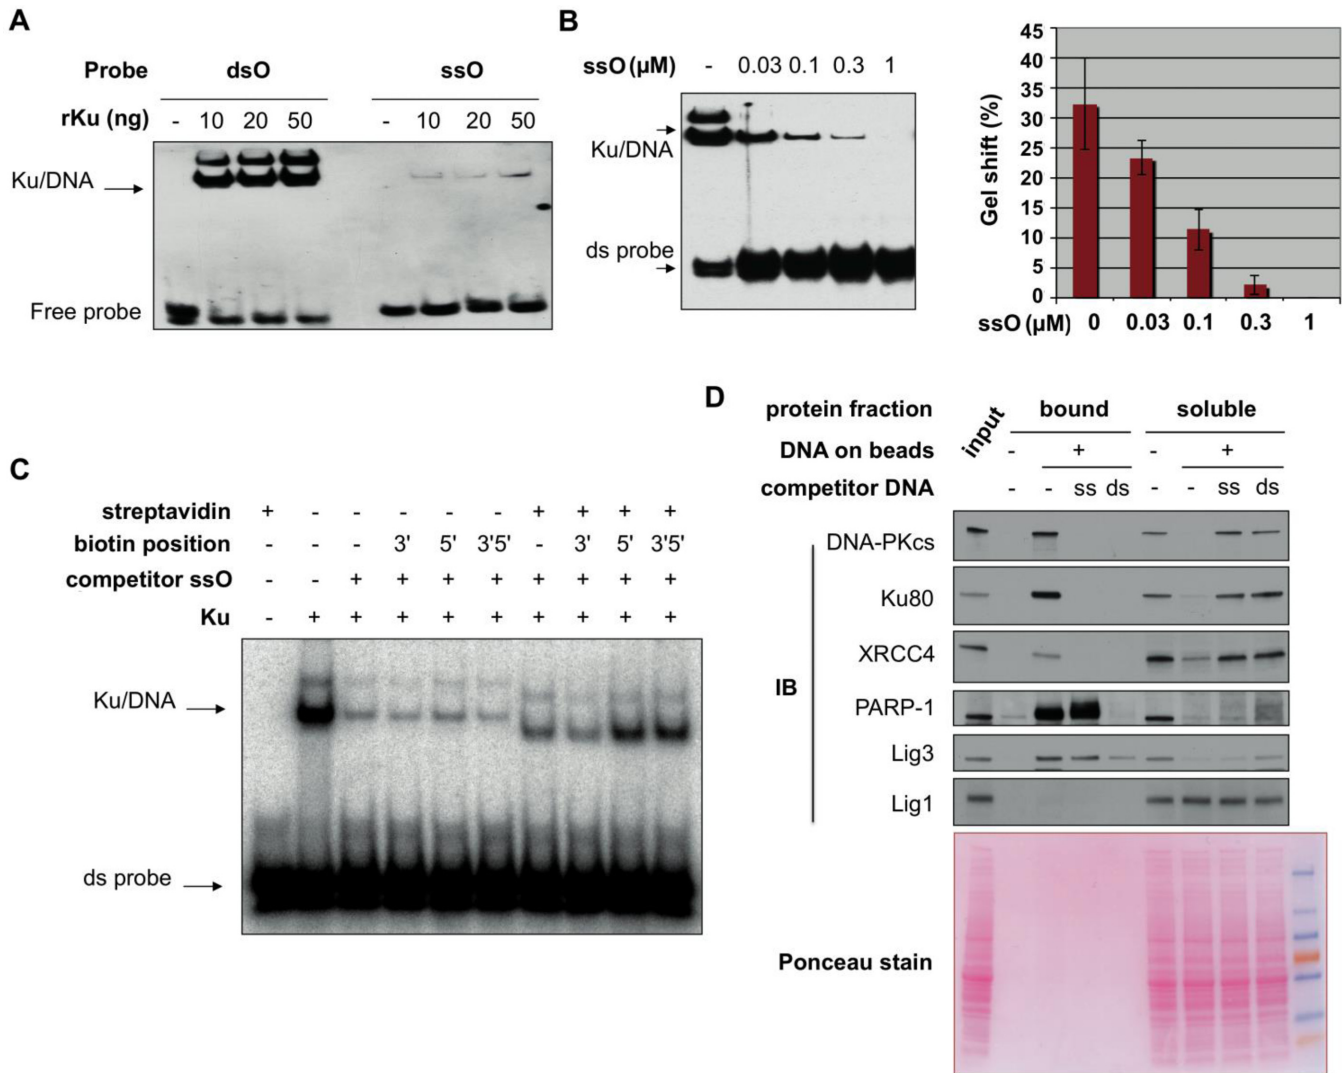 A
Probe dsO ssO
rKu (ng) - 10 20 50 - 10 20 50
Ku/DNA
Free probe
B
ssO (µM) - 0.03 0.1 0.3 1
Ku/DNA
ds probe
Gel shift (%)
45
40
35
30
25
20
15
10
5
0
ssO (µM) 0 0.03 0.1 0.3 1
C
streptavidin + - - - - - + + + +
biotin position - - - 3' 5' 3'5' - 3' 5' 3'5'
competitor ssO - - + + + + + + + +
Ku - + + + + + + + + +
Ku/DNA
ds probe
D
protein fraction input bound soluble
DNA on beads - + - +
competitor DNA - - ss ds - - ss ds
IB
DNA-PKcs
Ku80
XRCC4
PARP-1
Lig3
Lig1
Ponceau stain